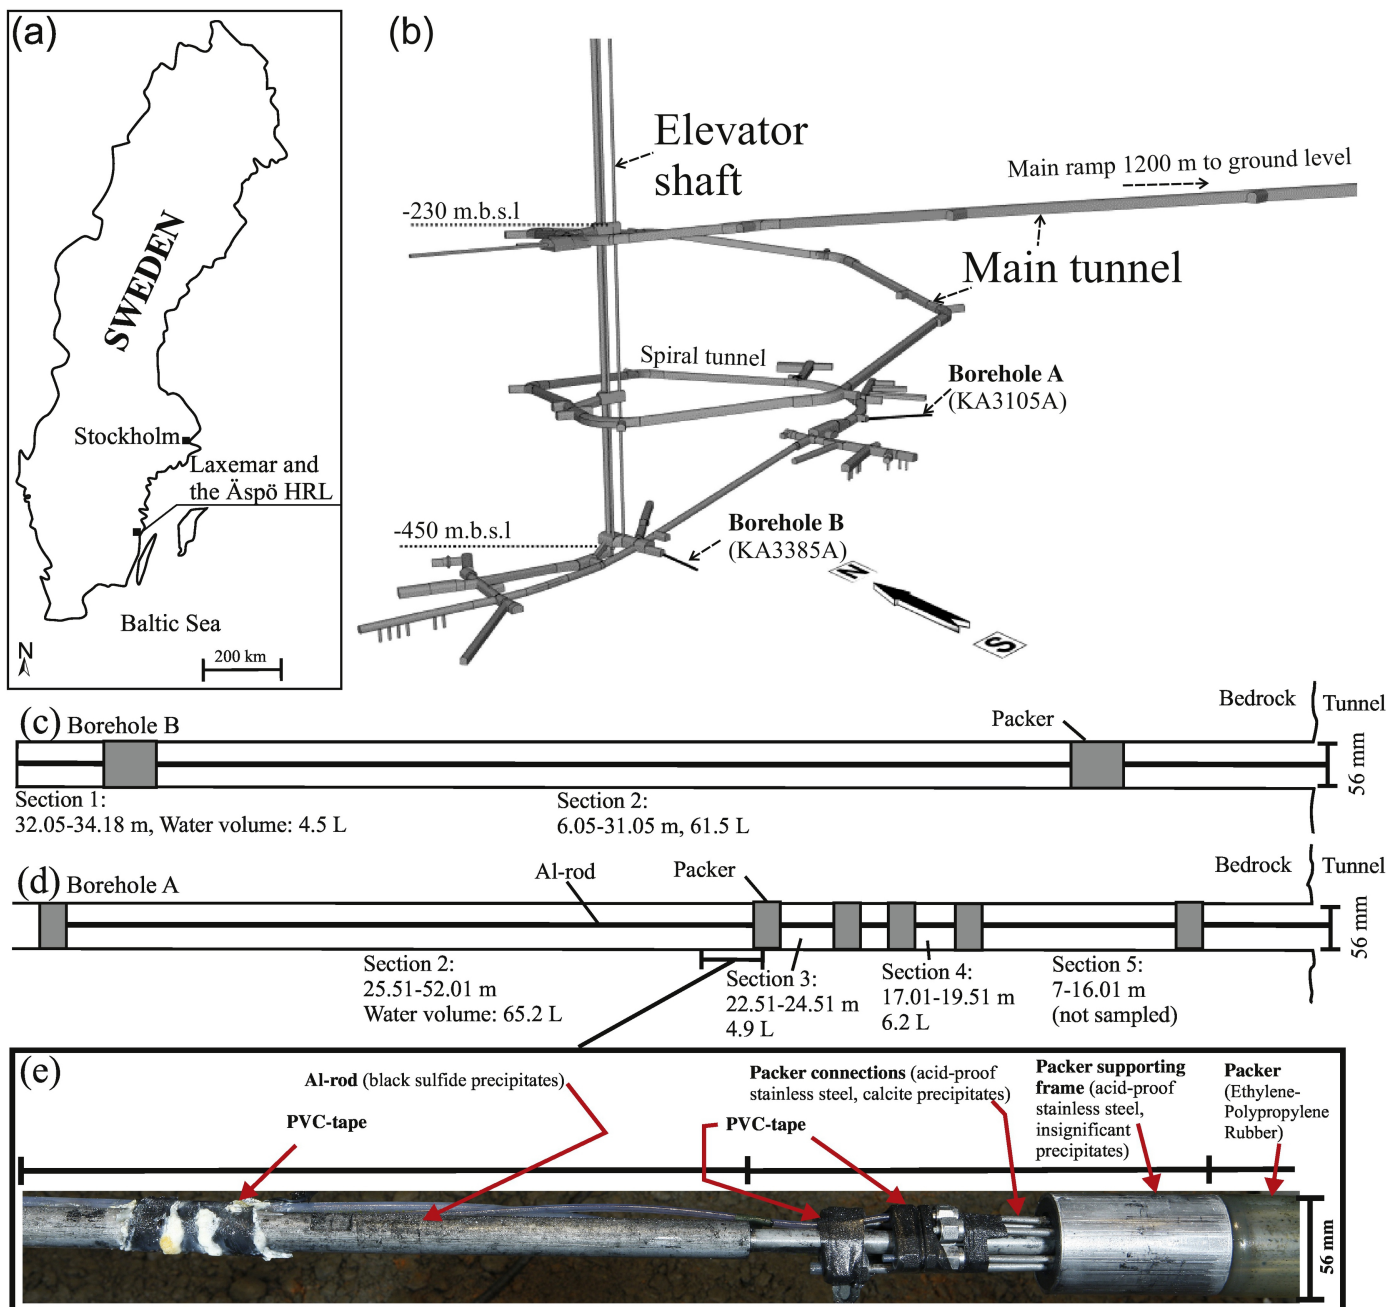 (a)
SWEDEN
Stockholm
Laxemar and
the Äspö HRL
Baltic Sea
N
200 km
(b)
Elevator
shaft
Main ramp 1200 m to ground level
-230 m.b.s.l
Main tunnel
Spiral tunnel
Borehole A
(KA3105A)
Borehole B
(KA3385A)
-450 m.b.s.l
N
S
(c) Borehole B
Packer
Bedrock
Tunnel
56 mm
Section 1:
32.05-34.18 m, Water volume: 4.5 L
Section 2:
6.05-31.05 m, 61.5 L
(d) Borehole A
Al-rod
Packer
Bedrock
Tunnel
56 mm
Section 2:
25.51-52.01 m
Water volume: 65.2 L
Section 3:
22.51-24.51 m
4.9 L
Section 4:
17.01-19.51 m
6.2 L
Section 5:
7-16.01 m
(not sampled)
(e)
Al-rod (black sulfide precipitates)
PVC-tape
Packer connections (acid-proof
stainless steel, calcite precipitates)
PVC-tape
Packer supporting
frame (acid-proof
stainless steel,
insignificant
precipitates)
Packer
(Ethylene-
Polypropylene
Rubber)
56 mm